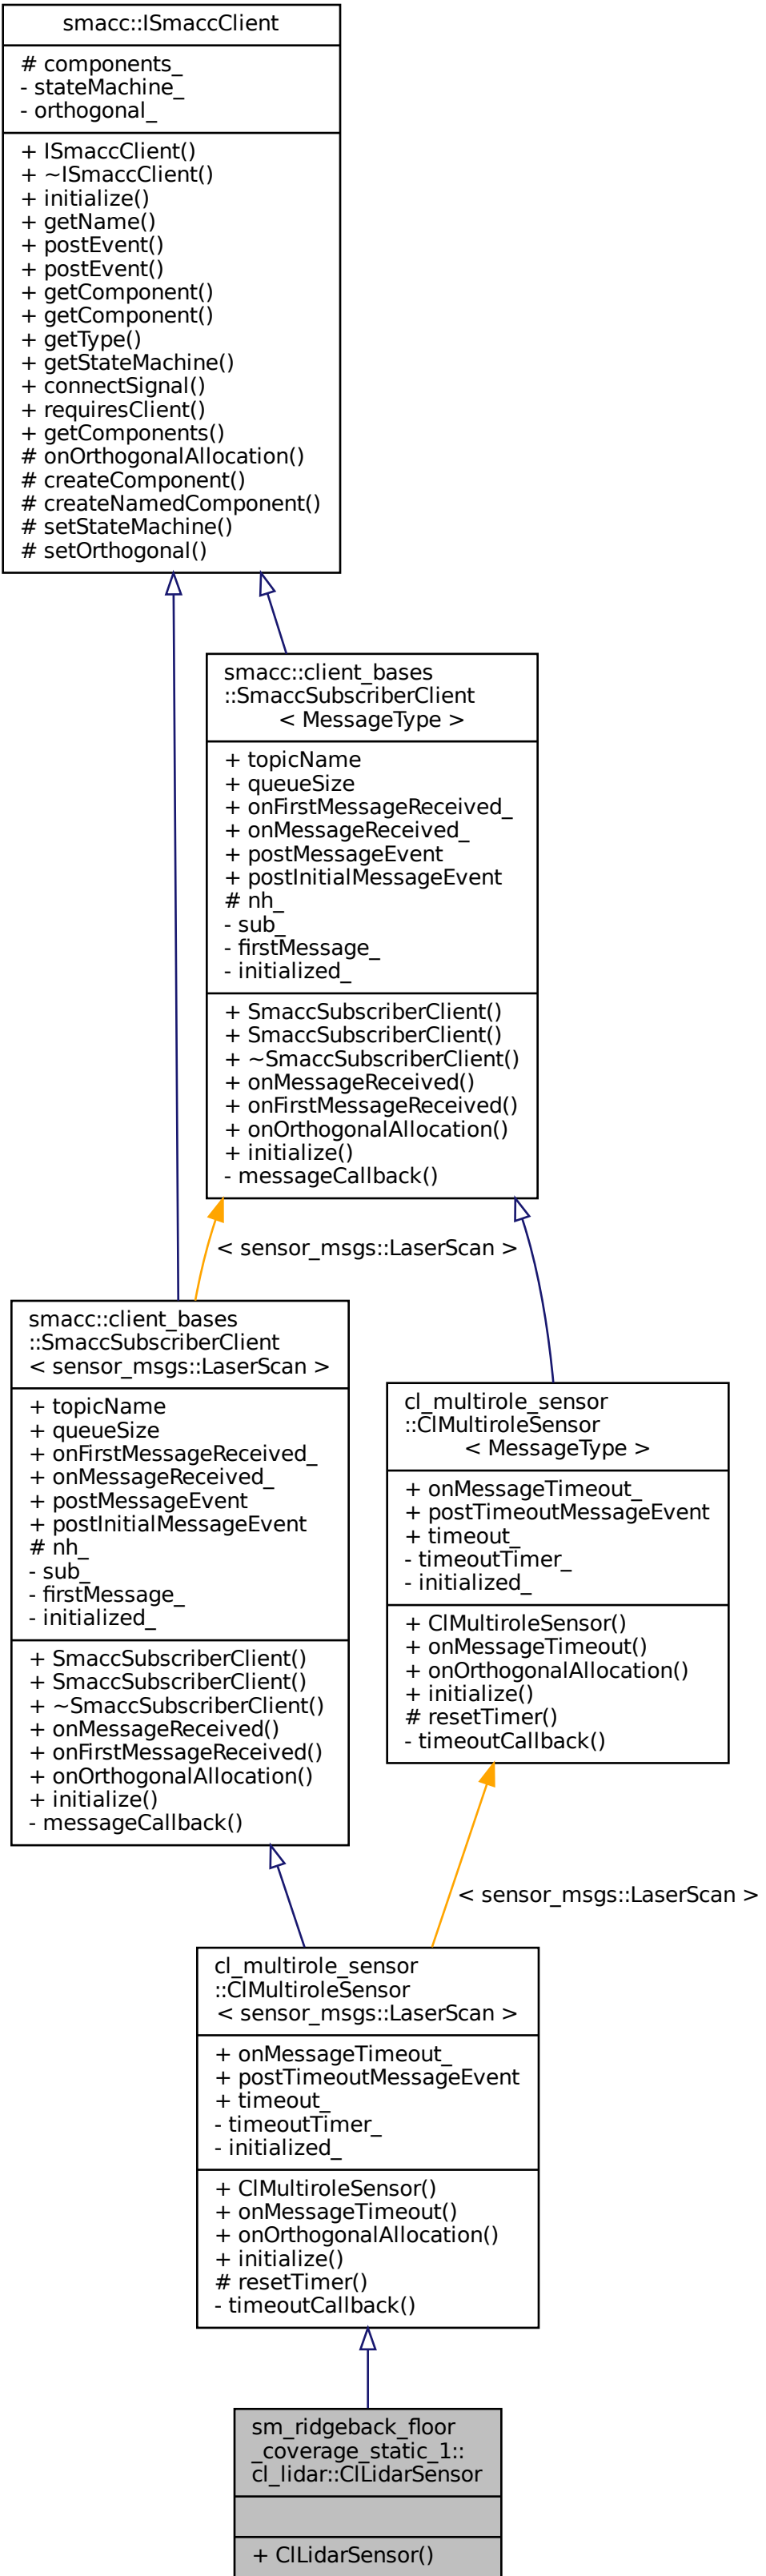 smacc::ISmaccClient
# components_
- stateMachine_
- orthogonal_
+ ISmaccClient()
+ ~ISmaccClient()
+ initialize()
+ getName()
+ postEvent()
+ postEvent()
+ getComponent()
+ getComponent()
+ getType()
+ getStateMachine()
+ connectSignal()
+ requiresClient()
+ getComponents()
# onOrthogonalAllocation()
# createComponent()
# createNamedComponent()
# setStateMachine()
# setOrthogonal()
smacc::client_bases
::SmaccSubscriberClient
< MessageType >
+ topicName
+ queueSize
+ onFirstMessageReceived_
+ onMessageReceived_
+ postMessageEvent
+ postInitialMessageEvent
# nh_
- sub_
- firstMessage_
- initialized_
+ SmaccSubscriberClient()
+ SmaccSubscriberClient()
+ ~SmaccSubscriberClient()
+ onMessageReceived()
+ onFirstMessageReceived()
+ onOrthogonalAllocation()
+ initialize()
- messageCallback()
< sensor_msgs::LaserScan >
smacc::client_bases
::SmaccSubscriberClient
< sensor_msgs::LaserScan >
+ topicName
+ queueSize
+ onFirstMessageReceived_
+ onMessageReceived_
+ postMessageEvent
+ postInitialMessageEvent
# nh_
- sub_
- firstMessage_
- initialized_
+ SmaccSubscriberClient()
+ SmaccSubscriberClient()
+ ~SmaccSubscriberClient()
+ onMessageReceived()
+ onFirstMessageReceived()
+ onOrthogonalAllocation()
+ initialize()
- messageCallback()
cl_multirole_sensor
::ClMultiroleSensor
< MessageType >
+ onMessageTimeout_
+ postTimeoutMessageEvent
+ timeout_
- timeoutTimer_
- initialized_
+ ClMultiroleSensor()
+ onMessageTimeout()
+ onOrthogonalAllocation()
+ initialize()
# resetTimer()
- timeoutCallback()
< sensor_msgs::LaserScan >
cl_multirole_sensor
::ClMultiroleSensor
< sensor_msgs::LaserScan >
+ onMessageTimeout_
+ postTimeoutMessageEvent
+ timeout_
- timeoutTimer_
- initialized_
+ ClMultiroleSensor()
+ onMessageTimeout()
+ onOrthogonalAllocation()
+ initialize()
# resetTimer()
- timeoutCallback()
sm_ridgeback_floor
_coverage_static_1::
cl_lidar::ClLidarSensor
+ ClLidarSensor()